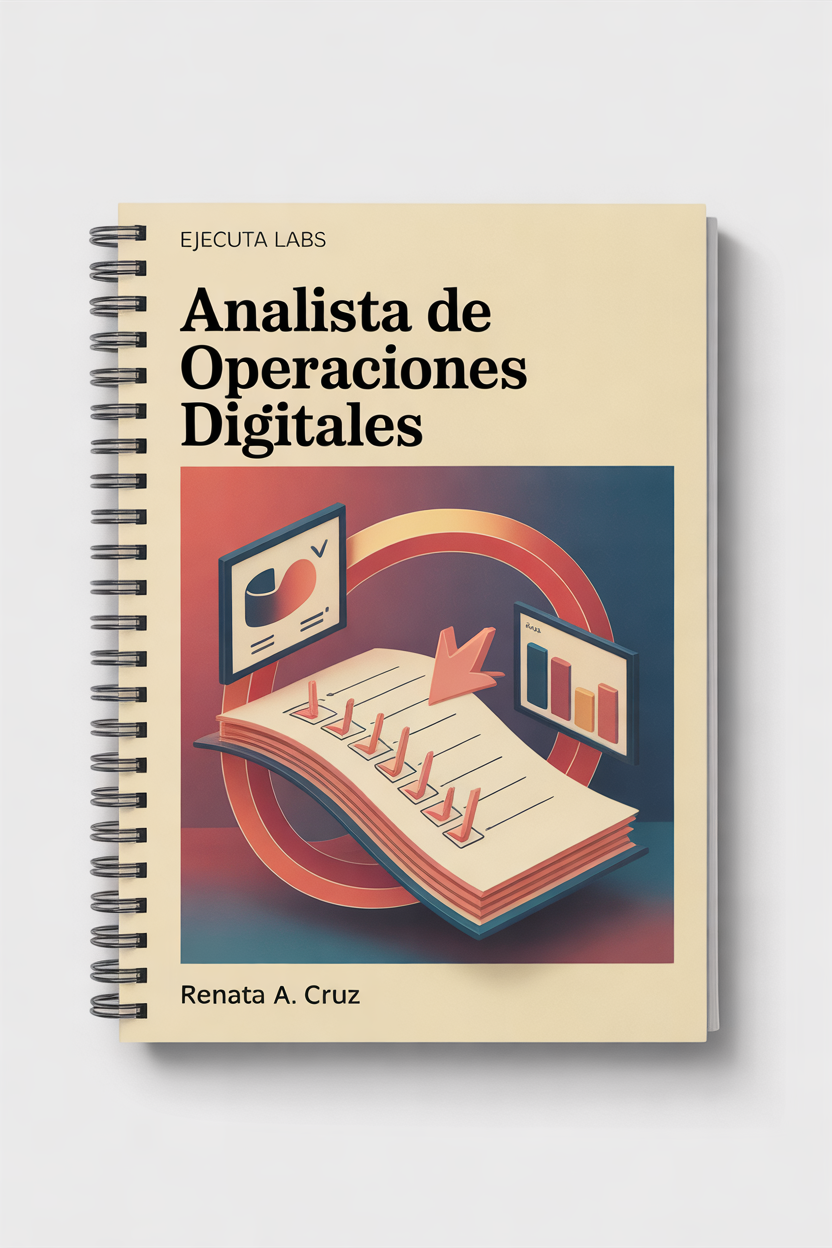 EJECUTA LABS
Analista de
Operaciones
Digitales
Renata A. Cruz